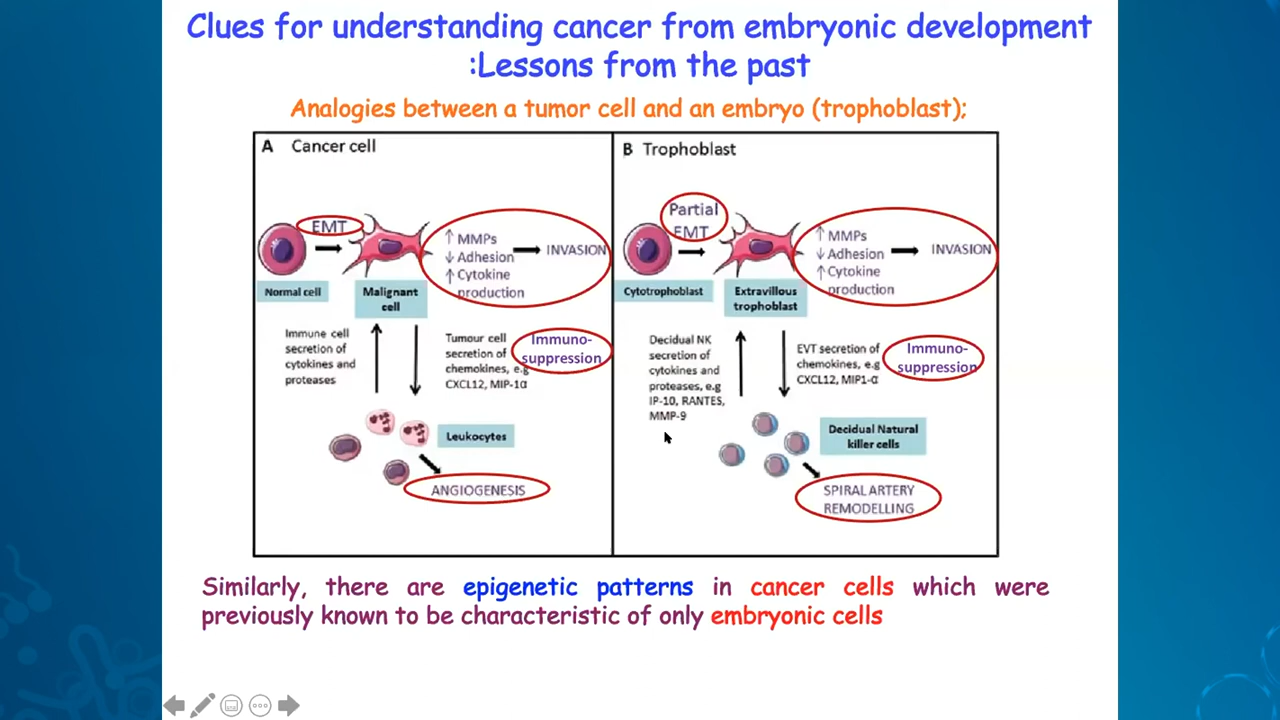 Clues for understanding cancer from embryonic development
:Lessons from the past
Analogies between a tumor cell and an embryo (trophoblast);
A Cancer cell
EMT
↑ MMPs
↓ Adhesion
↑ Cytokine
production
INVASION
Normal cell
Malignant
cell
Immune cell
secretion of
cytokines and
proteases
Tumour cell
secretion of
chemokines, e.g
CXCL12, MIP-1α
Immuno-
suppression
Leukocytes
ANGIOGENESIS
B Trophoblast
Partial
EMT
↑ MMPs
↓ Adhesion
↑ Cytokine
production
INVASION
Cytotrophoblast
Extravillous
trophoblast
Decidual NK
secretion of
cytokines and
proteases, e.g
IP-10, RANTES,
MMP-9
EVT secretion of
chemokines, e.g
CXCL12, MIP1-α
Immuno-
suppression
Decidual Natural
killer cells
SPIRAL ARTERY
REMODELLING
Similarly, there are epigenetic patterns in cancer cells which were
previously known to be characteristic of only embryonic cells